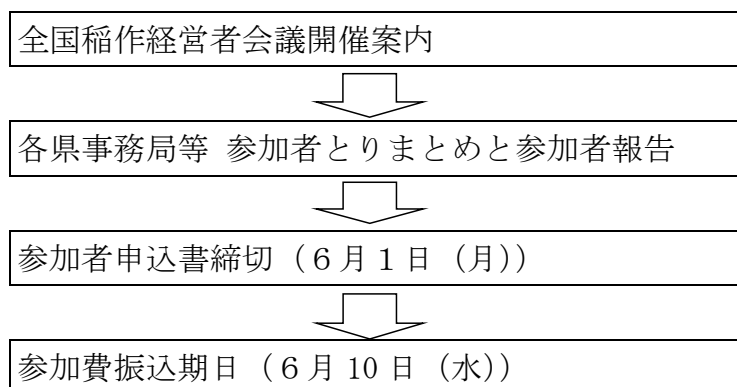 全国稲作経営者会議開催案内
各県事務局等 参加者とりまとめと参加者報告
参加者申込書締切（６月１日（月））
参加費振込期日（６月 10 日（水））